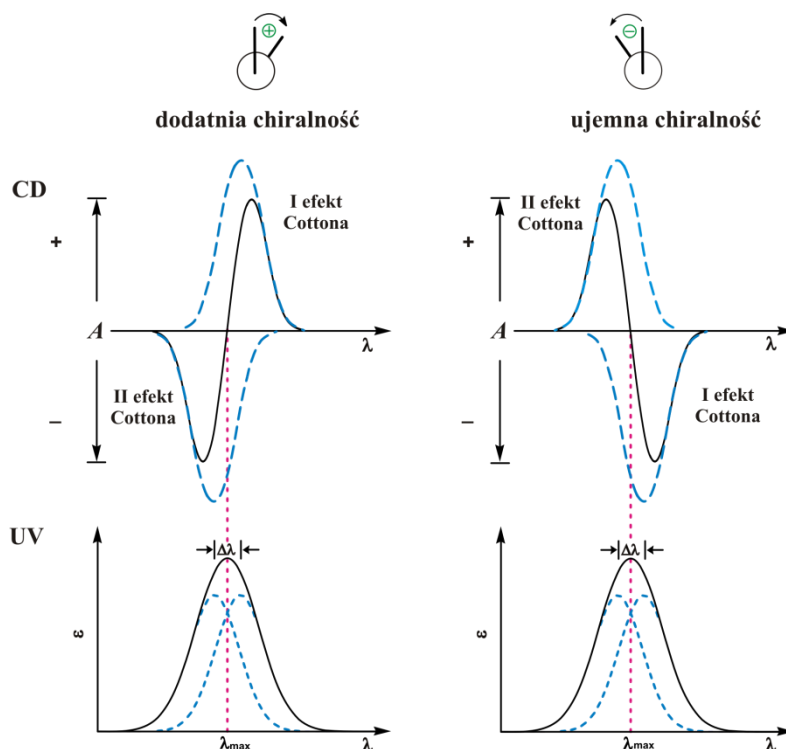 ⊕
⊖
dodatnia chiralność
ujemna chiralność
CD
I efekt
Cottona
+
A
λ
II efekt
Cottona
−
II efekt
Cottona
+
A
λ
I efekt
Cottona
−
UV
Δλ
ε
λmax
λ
Δλ
ε
λmax
λ